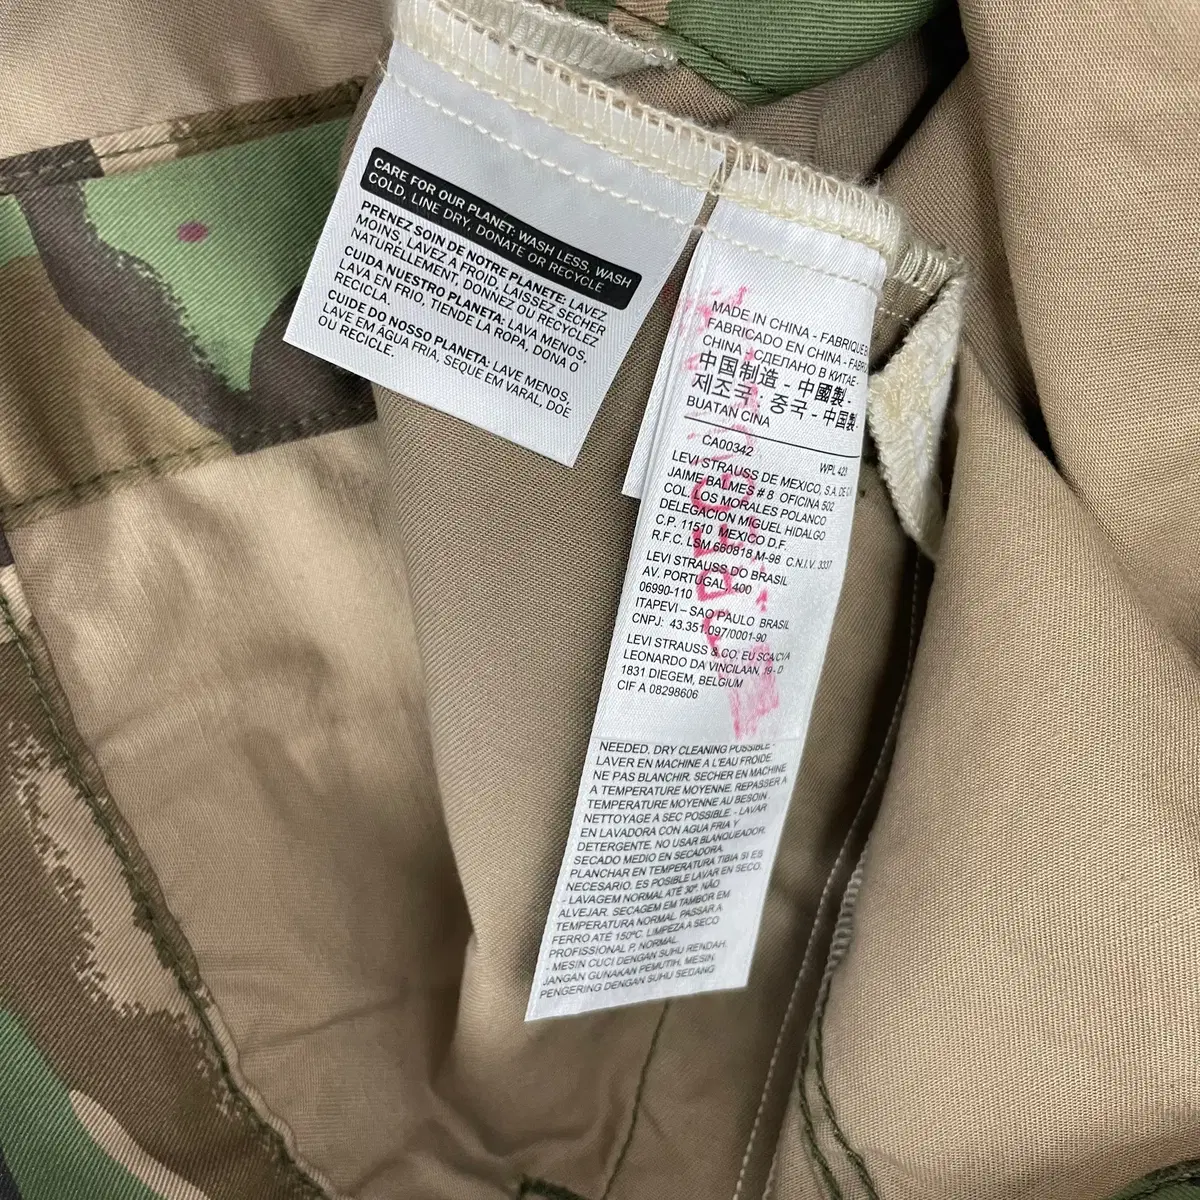 CARE FOR OUR PLANET: WASH LESS, WASH
COLD, LINE DRY, DONATE OR RECYCLE
PRENEZ SOIN DE NOTRE PLANETE: LAVEZ
MOINS, LAVEZ A FROID, LAISSEZ SECHER
NATURELLEMENT, DONNEZ OU RECYCLEZ
CUIDA NUESTRO PLANETA: LAVA MENOS,
LAVA EN FRIO, TIENDE LA ROPA, DONA O
RECICLA.
CUIDE DO NOSSO PLANETA: LAVE MENOS,
LAVE EM ÁGUA FRIA, SEQUE EM VARAL, DOE
OU RECICLE.
MADE IN CHINA - FABRIQUE
FABRICADO EN CHINA -
CHINA - СДЕЛАНО В КИТАЕ -
中国制造 - 中國製 -
제조국 : 중국 - 中国製
BUATAN CINA
CA00342
WPL 423
LEVI STRAUSS DE MEXICO, S.A. DE
JAIME BALMES # 8 OFICINA 502
COL. LOS MORALES POLANCO
DELEGACION MIGUEL HIDALGO
C.P. 11510 MEXICO D.F.
R.F.C. LSM 660818 M-98 C.N.I.V. 3337
LEVI STRAUSS DO BRASIL
AV. PORTUGAL, 400
06990-110
ITAPEVI – SAO PAULO BRASIL
CNPJ: 43.351.097/0001-90
LEVI STRAUSS & CO. EU SCA/CVA
LEONARDO DA VINCILAAN, 19-D
1831 DIEGEM, BELGIUM
CIF A 08298606
NEEDED, DRY CLEANING POSSIBLE -
LAVER EN MACHINE A L'EAU FROIDE.
NE PAS BLANCHIR. SECHER EN MACHINE
A TEMPERATURE MOYENNE. REPASSER A
TEMPERATURE MOYENNE AU BESOIN
NETTOYAGE A SEC POSSIBLE. - LAVAR
EN LAVADORA CON AGUA FRIA Y
DETERGENTE, NO USAR BLANQUEADOR.
SECADO MEDIO EN SECADORA.
PLANCHAR EN TEMPERATURA TIBIA SI ES
NECESARIO. ES POSIBLE LAVAR EN SECO.
- LAVAGEM NORMAL ATÉ 30º. NÃO
ALVEJAR. SECAGEM EM TAMBOR EM
TEMPERATURA NORMAL. PASSAR A
FERRO ATÉ 150ºC. LIMPEZA A SECO
PROFISSIONAL P, NORMAL
- MESIN CUCI DENGAN SUHU RENDAH.
JANGAN GUNAKAN PEMUTIH. MESIN
PENGERING DENGAN SUHU SEDANG